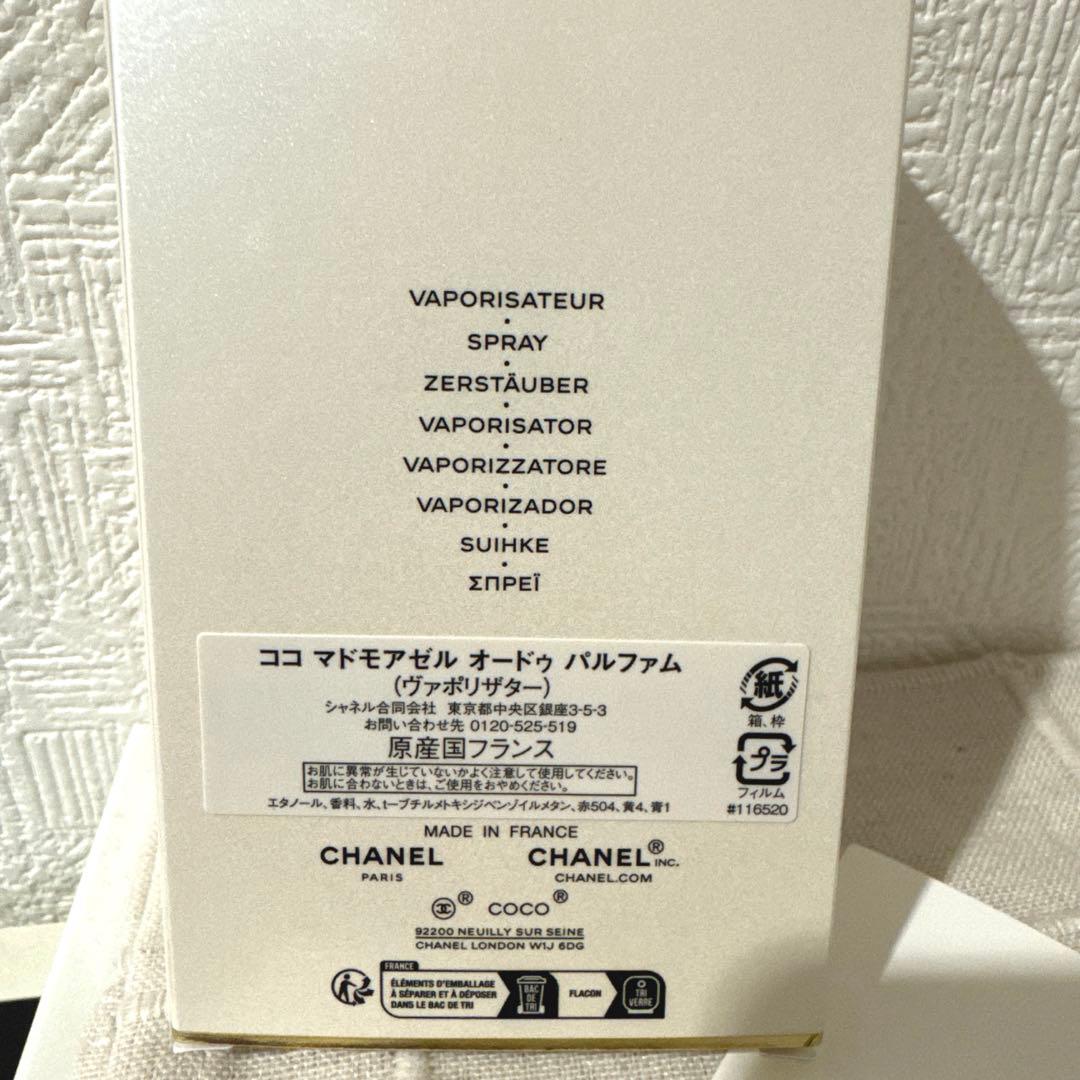 VAPORISATEUR
SPRAY
ZERSTÄUBER
VAPORISATOR
VAPORIZZATORE
VAPORIZADOR
SUIHKE
ΣΠΡΕΪ
ココ マドモアゼル オードゥ パルファム
(ヴァポリザター)
シャネル合同会社 東京都中央区銀座3-5-3
お問い合わせ先 0120-525-519
原産国フランス
お肌に異常が生じていないかよく注意して使用してください。
お肌に合わないときは、ご使用をおやめください。
エタノール、香料、水、t-ブチルメトキシジベンゾイルメタン、赤504、黄4、青1
紙
箱、枠
プラ
フィルム
#116520
MADE IN FRANCE
CHANEL
PARIS
CHANEL® INC.
CHANEL.COM
® COCO®
92200 NEUILLY SUR SEINE
CHANEL LONDON W1J 6DG
FRANCE
ÉLÉMENTS D'EMBALLAGE
À SÉPARER ET À DÉPOSER
DANS LE BAC DE TRI
BAC
DE
TRI
FLACON
TRI
VERRE